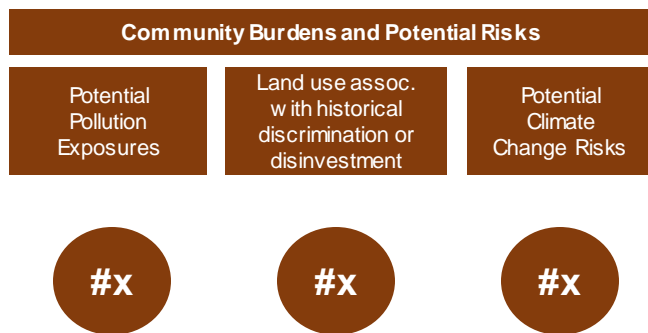 Community Burdens and Potential Risks
Potential
Pollution
Exposures
Land use assoc.
with historical
discrimination or
disinvestment
Potential
Climate
Change Risks
#x
#x
#x